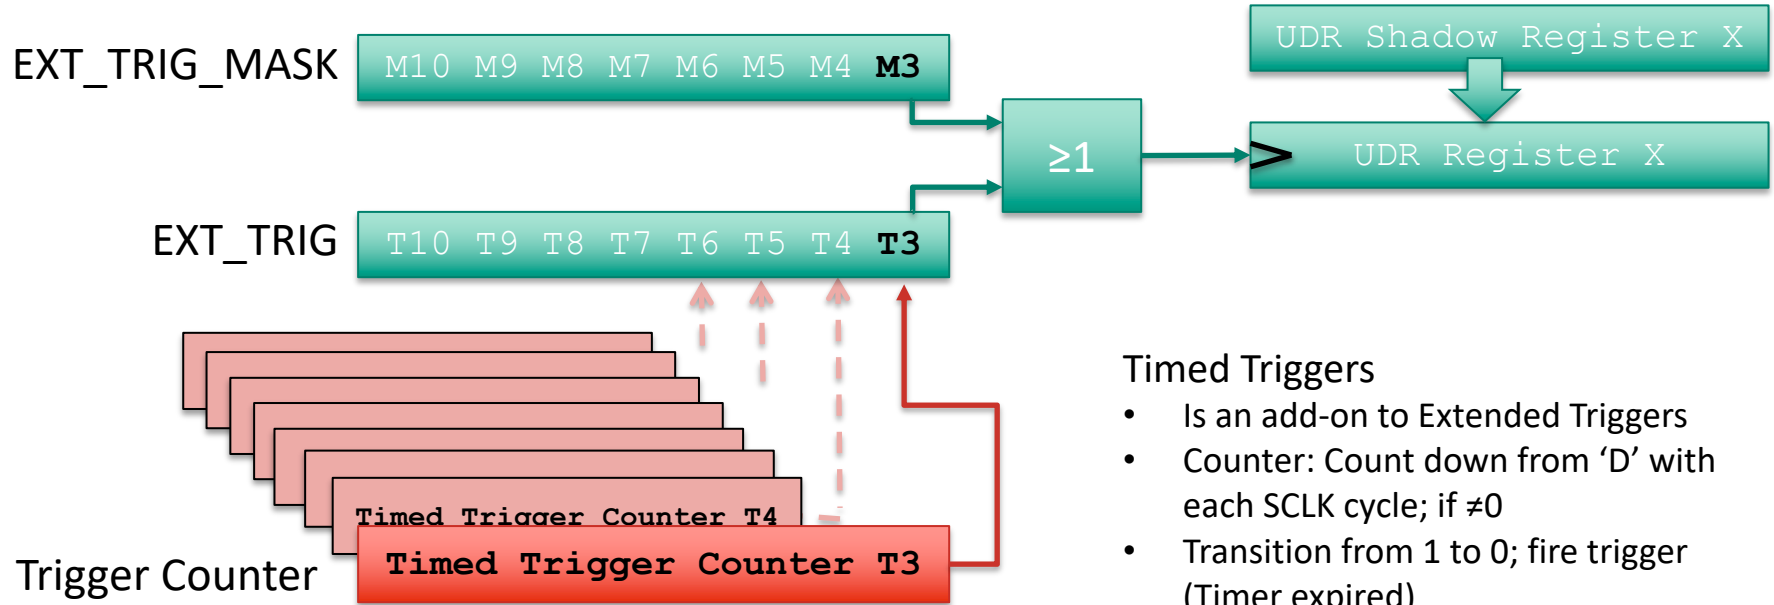 EXT_TRIG_MASK
M10 M9 M8 M7 M6 M5 M4 M3
UDR Shadow Register X
≥1
> UDR Register X
EXT_TRIG
T10 T9 T8 T7 T6 T5 T4 T3
Timed Trigger Counter T4
Timed Trigger Counter T3
Trigger Counter
Timed Triggers
• Is an add-on to Extended Triggers
• Counter: Count down from ‘D’ with
each SCLK cycle; if ≠0
• Transition from 1 to 0; fire trigger
(Timer expired)